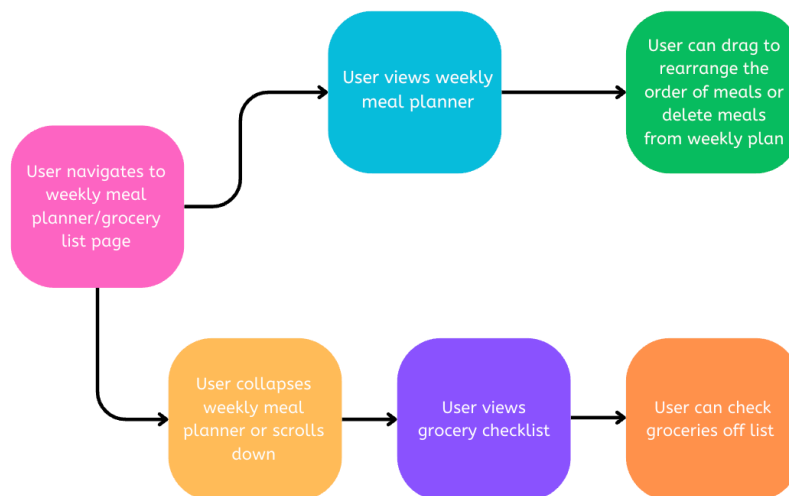 User navigates to
weekly meal
planner/grocery
list page
User views weekly
meal planner
User can drag to
rearrange the
order of meals or
delete meals
from weekly plan
User collapses
weekly meal
planner or scrolls
down
User views
grocery checklist
User can check
groceries off list